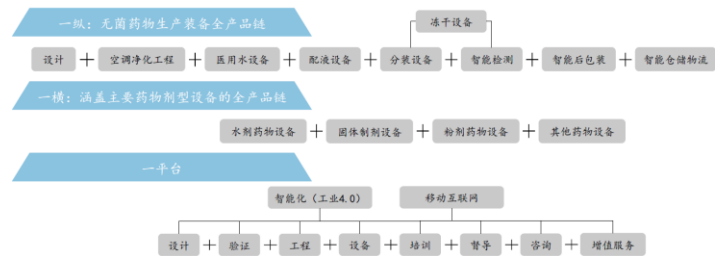 一纵：无菌药物生产装备全产品链
冻干设备
设计 + 空调净化工程 + 医用水设备 + 配液设备 + 分装设备 + 智能检测 + 智能后包装 + 智能仓储物流
一横：涵盖主要药物剂型设备的全产品链
水剂药物设备 + 固体制剂设备 + 粉剂药物设备 + 其他药物设备
一平台
智能化（工业4.0） 移动互联网
设计 + 验证 + 工程 + 设备 + 培训 + 督导 + 咨询 + 增值服务